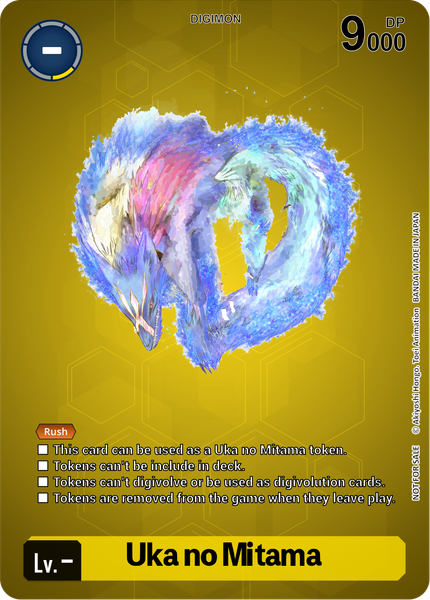 DIGIMON
DP
9000
-
Rush
■ This card can be used as a Uka no Mitama token.
■ Tokens can't be include in deck.
■ Tokens can't digivolve or be used as digivolution cards.
■ Tokens are removed from the game when they leave play.
NOT FOR SALE © Akiyoshi Hongo, Toei Animation BANDAI MADE IN JAPAN
Lv.-
Uka no Mitama